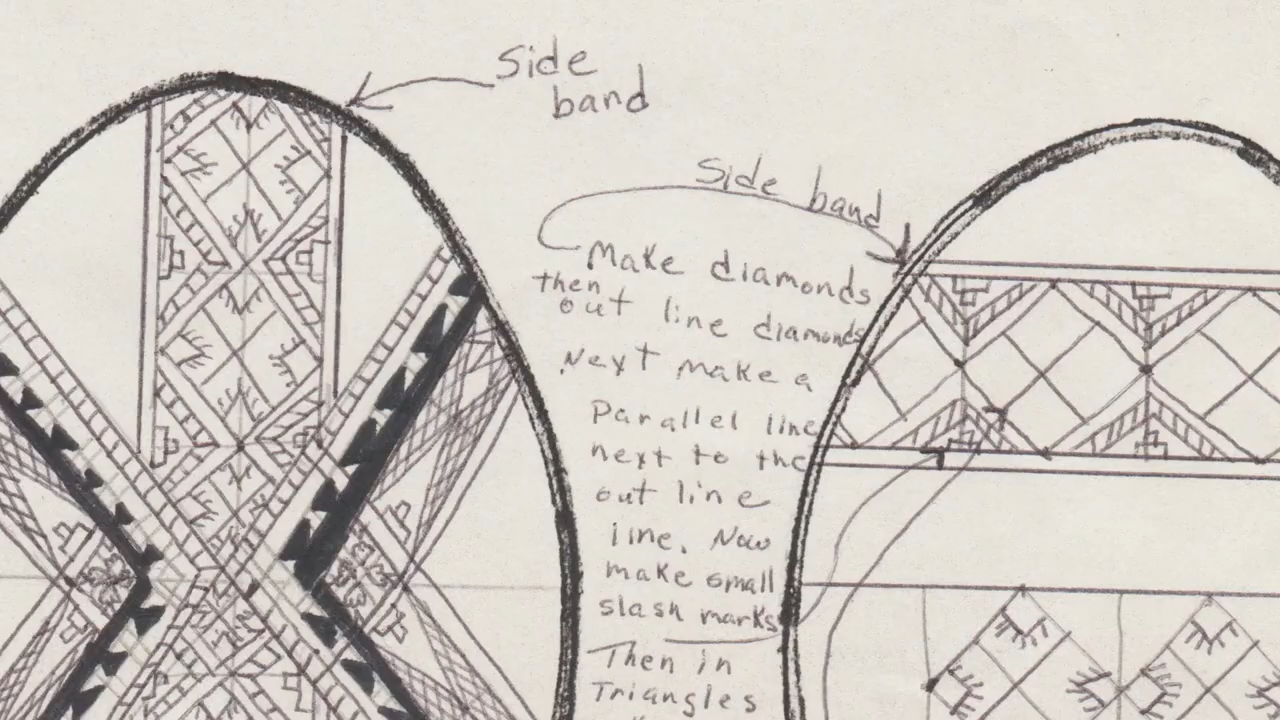 Side
band
Side band
Make diamonds
then
out line diamonds
Next make a
Parallel line
next to the
out line
line. Now
make small
slash marks
Then in
Triangles